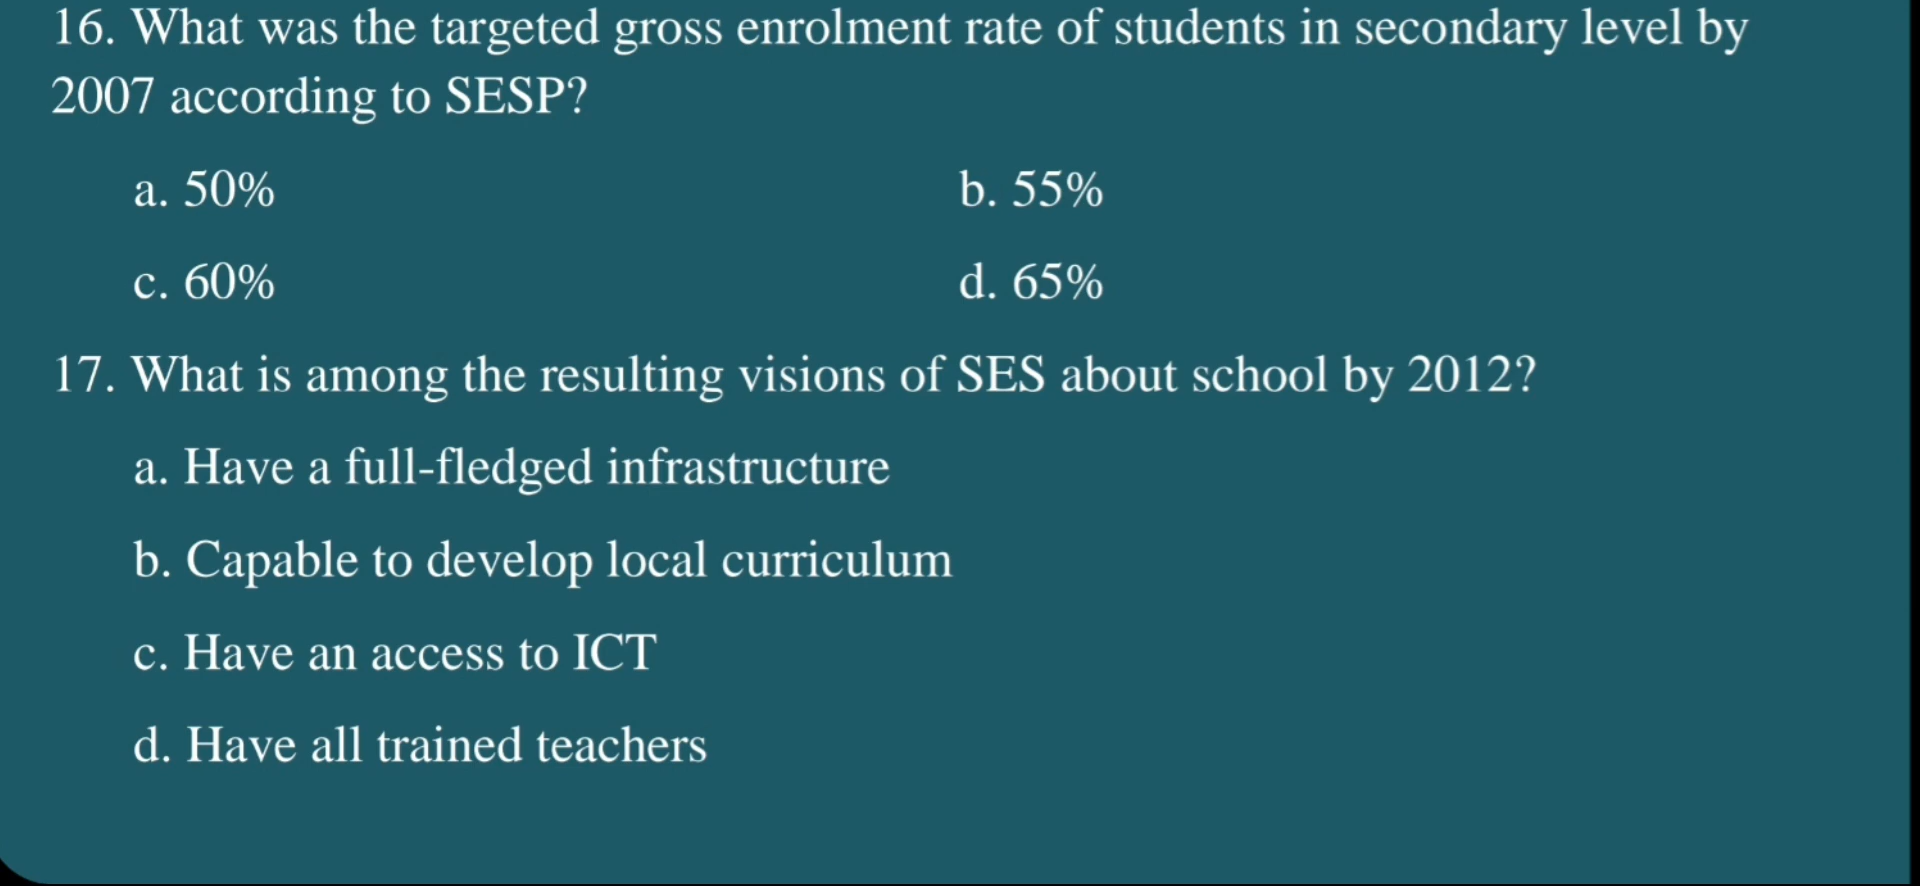 16. What was the targeted gross enrolment rate of students in secondary level by
2007 according to SESP?
a. 50% b. 55%
c. 60% d. 65%
17. What is among the resulting visions of SES about school by 2012?
a. Have a full-fledged infrastructure
b. Capable to develop local curriculum
c. Have an access to ICT
d. Have all trained teachers